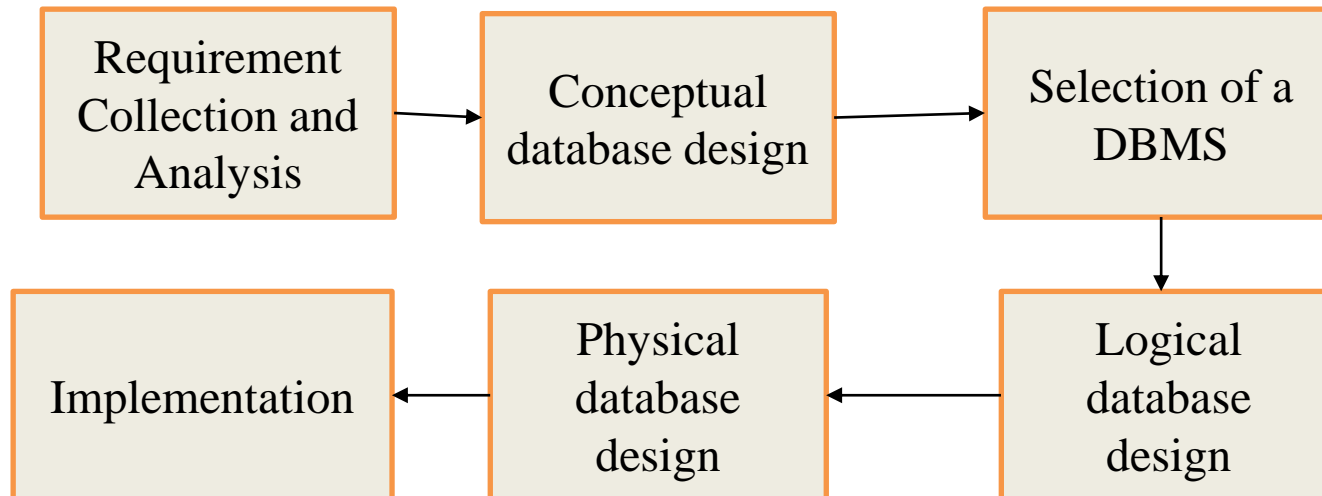 Requirement
Collection and
Analysis
Conceptual
database design
Selection of a
DBMS
Logical
database
design
Physical
database
design
Implementation